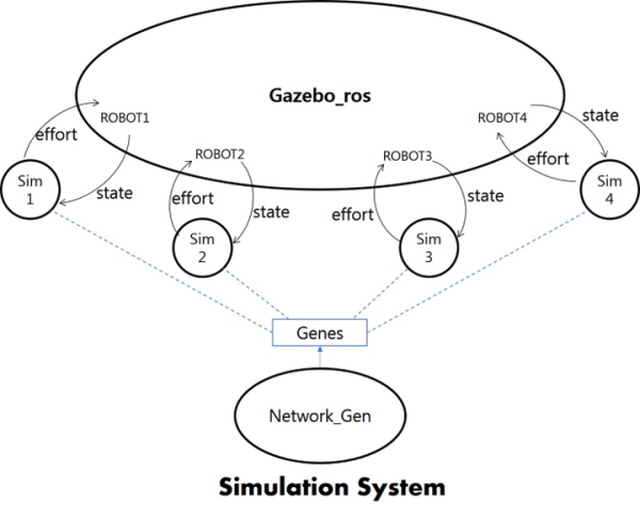 Gazebo_ros
effort
ROBOT1
state
Sim
1
ROBOT2
effort
state
Sim
2
ROBOT3
effort
state
Sim
3
ROBOT4
state
effort
Sim
4
Genes
Network_Gen
Simulation System